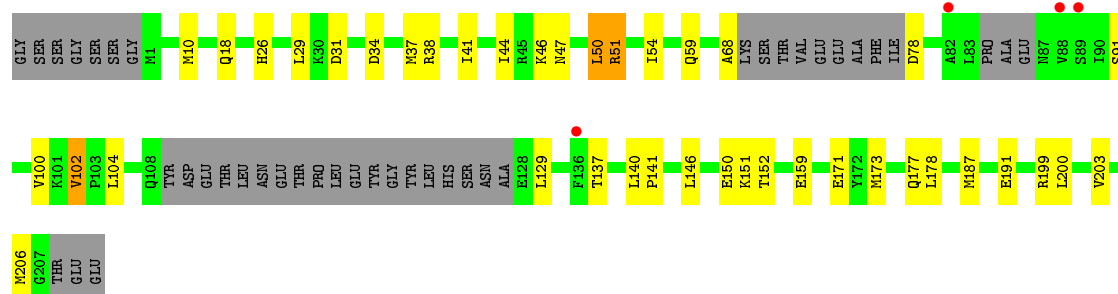 GLY SER SER GLY SER SER GLY M1 M10 Q18 H26 L29 K30 D31 D34 M37 R38 I41 I44 R45 K46 N47 L50 R51 I54 Q59 A68 LYS SER THR VAL GLU GLU ALA PHE ILE D78 A82 L83 PRO ALA GLU N87 V88 S89 I90 S91
V100 K101 V102 P103 L104 Q108 TYR ASP GLU THR LEU ASN GLU THR PRO LEU GLU TYR GLY TYR LEU HIS SER ASN ALA E128 L129 F136 T137 L140 P141 L146 E150 K151 T152 E159 E171 Y172 M173 Q177 L178 M187 E191 R199 L200 V203
M206 G207 THR GLU GLU